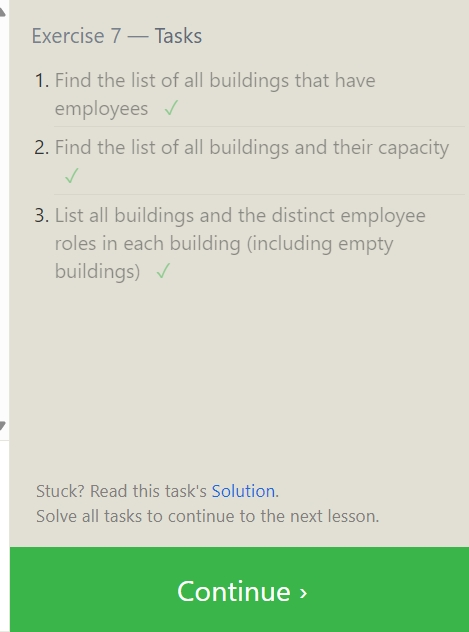 Exercise 7 — Tasks
1. Find the list of all buildings that have
employees ✓
2. Find the list of all buildings and their capacity
✓
3. List all buildings and the distinct employee
roles in each building (including empty
buildings) ✓
Stuck? Read this task's Solution.
Solve all tasks to continue to the next lesson.
Continue ›